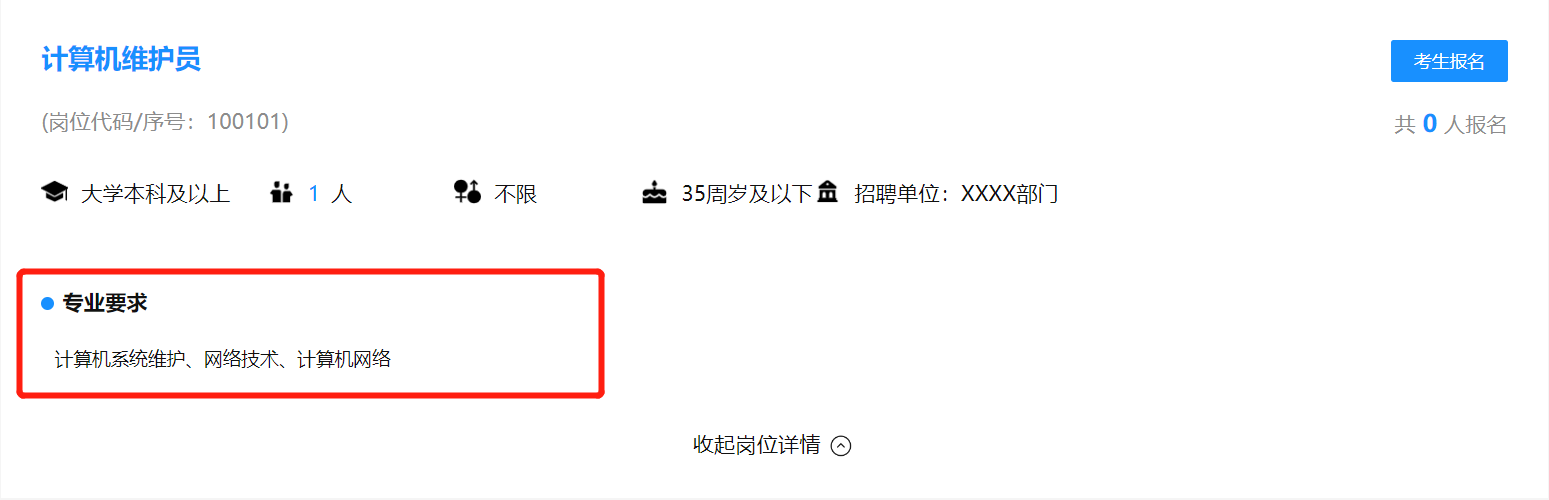 计算机维护员
考生报名
(岗位代码/序号：100101)
共 0 人报名
大学本科及以上 1 人 不限 35周岁及以下 招聘单位：XXXX部门
专业要求
计算机系统维护、网络技术、计算机网络
收起岗位详情